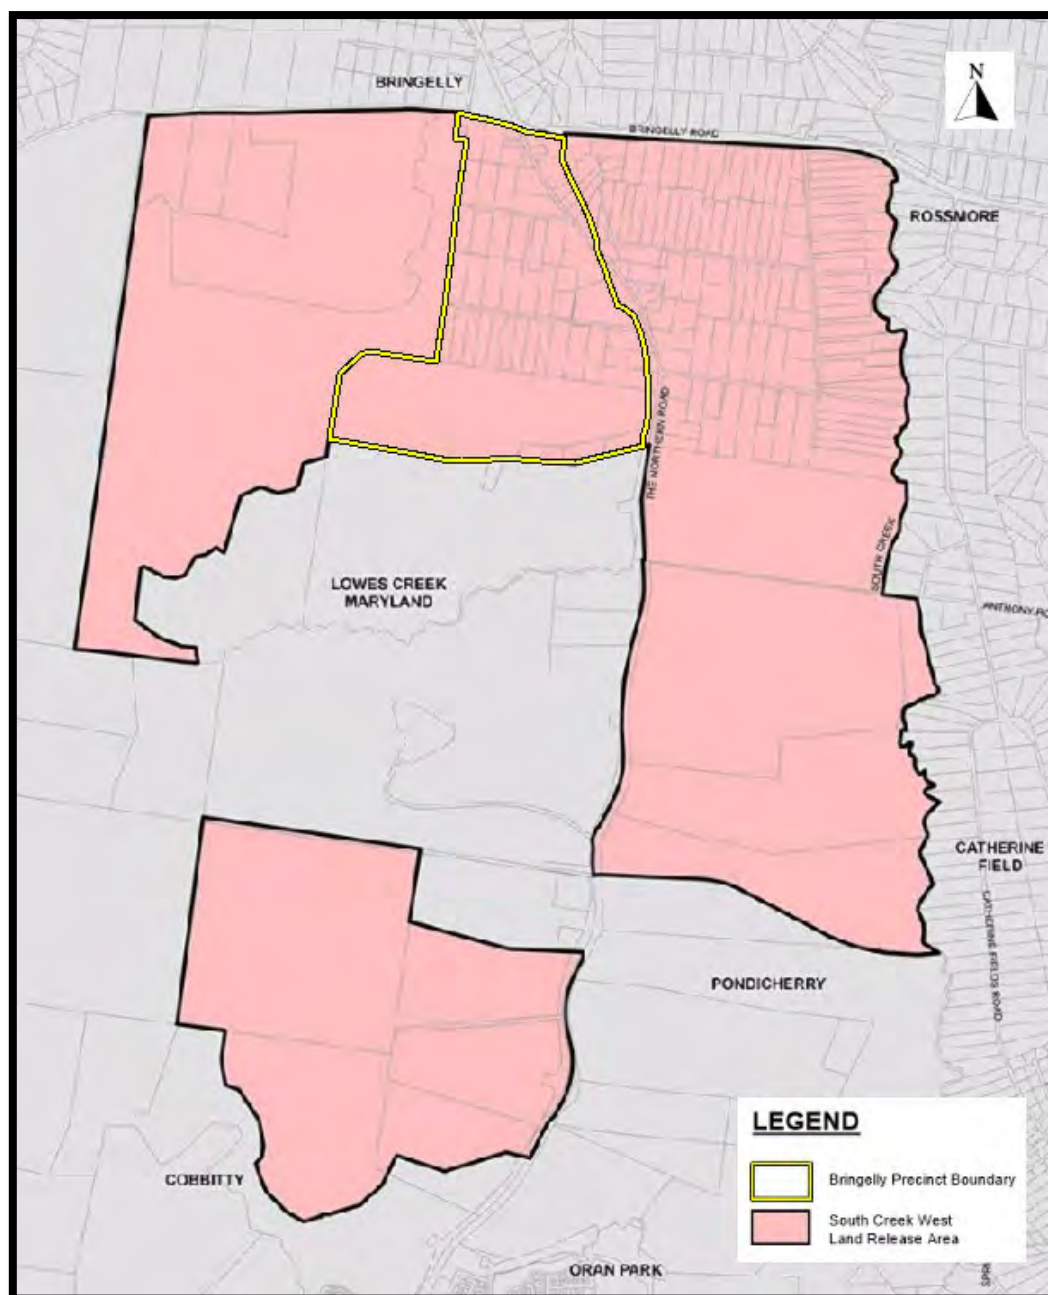 BRINGELLY
N
BRINGELLY ROAD
ROSSMORE
THE NORTHERN ROAD
SOUTH CREEK
LOWES CREEK
MARYLAND
CATHERINE
FIELD
CATHERINE FIELDS ROAD
PONDICHERRY
COBBITTY
ORAN PARK
LEGEND
Bringelly Precinct Boundary
South Creek West
Land Release Area